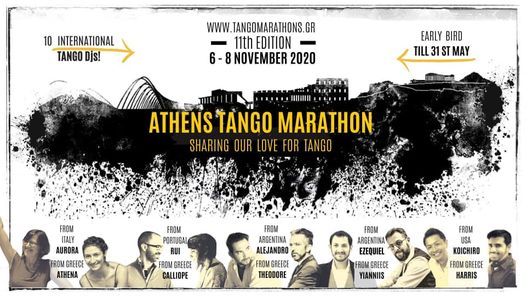 WWW.TANGOMARATHONS.GR
11th EDITION
6 - 8 NOVEMBER 2020
10 INTERNATIONAL
TANGO DJs!
EARLY BIRD
TILL 31 ST MAY
ATHENS TANGO MARATHON
SHARING OUR LOVE FOR TANGO
FROM
ITALY
AURORA
FROM GREECE
ATHENA
FROM
PORTUGAL
RUI
FROM GREECE
CALLIOPE
FROM
ARGENTINA
ALEJANDRO
FROM GREECE
THEODORE
FROM
ARGENTINA
EZEQUIEL
FROM GREECE
YIANNIS
FROM
USA
KOICHIRO
FROM GREECE
HARRIS